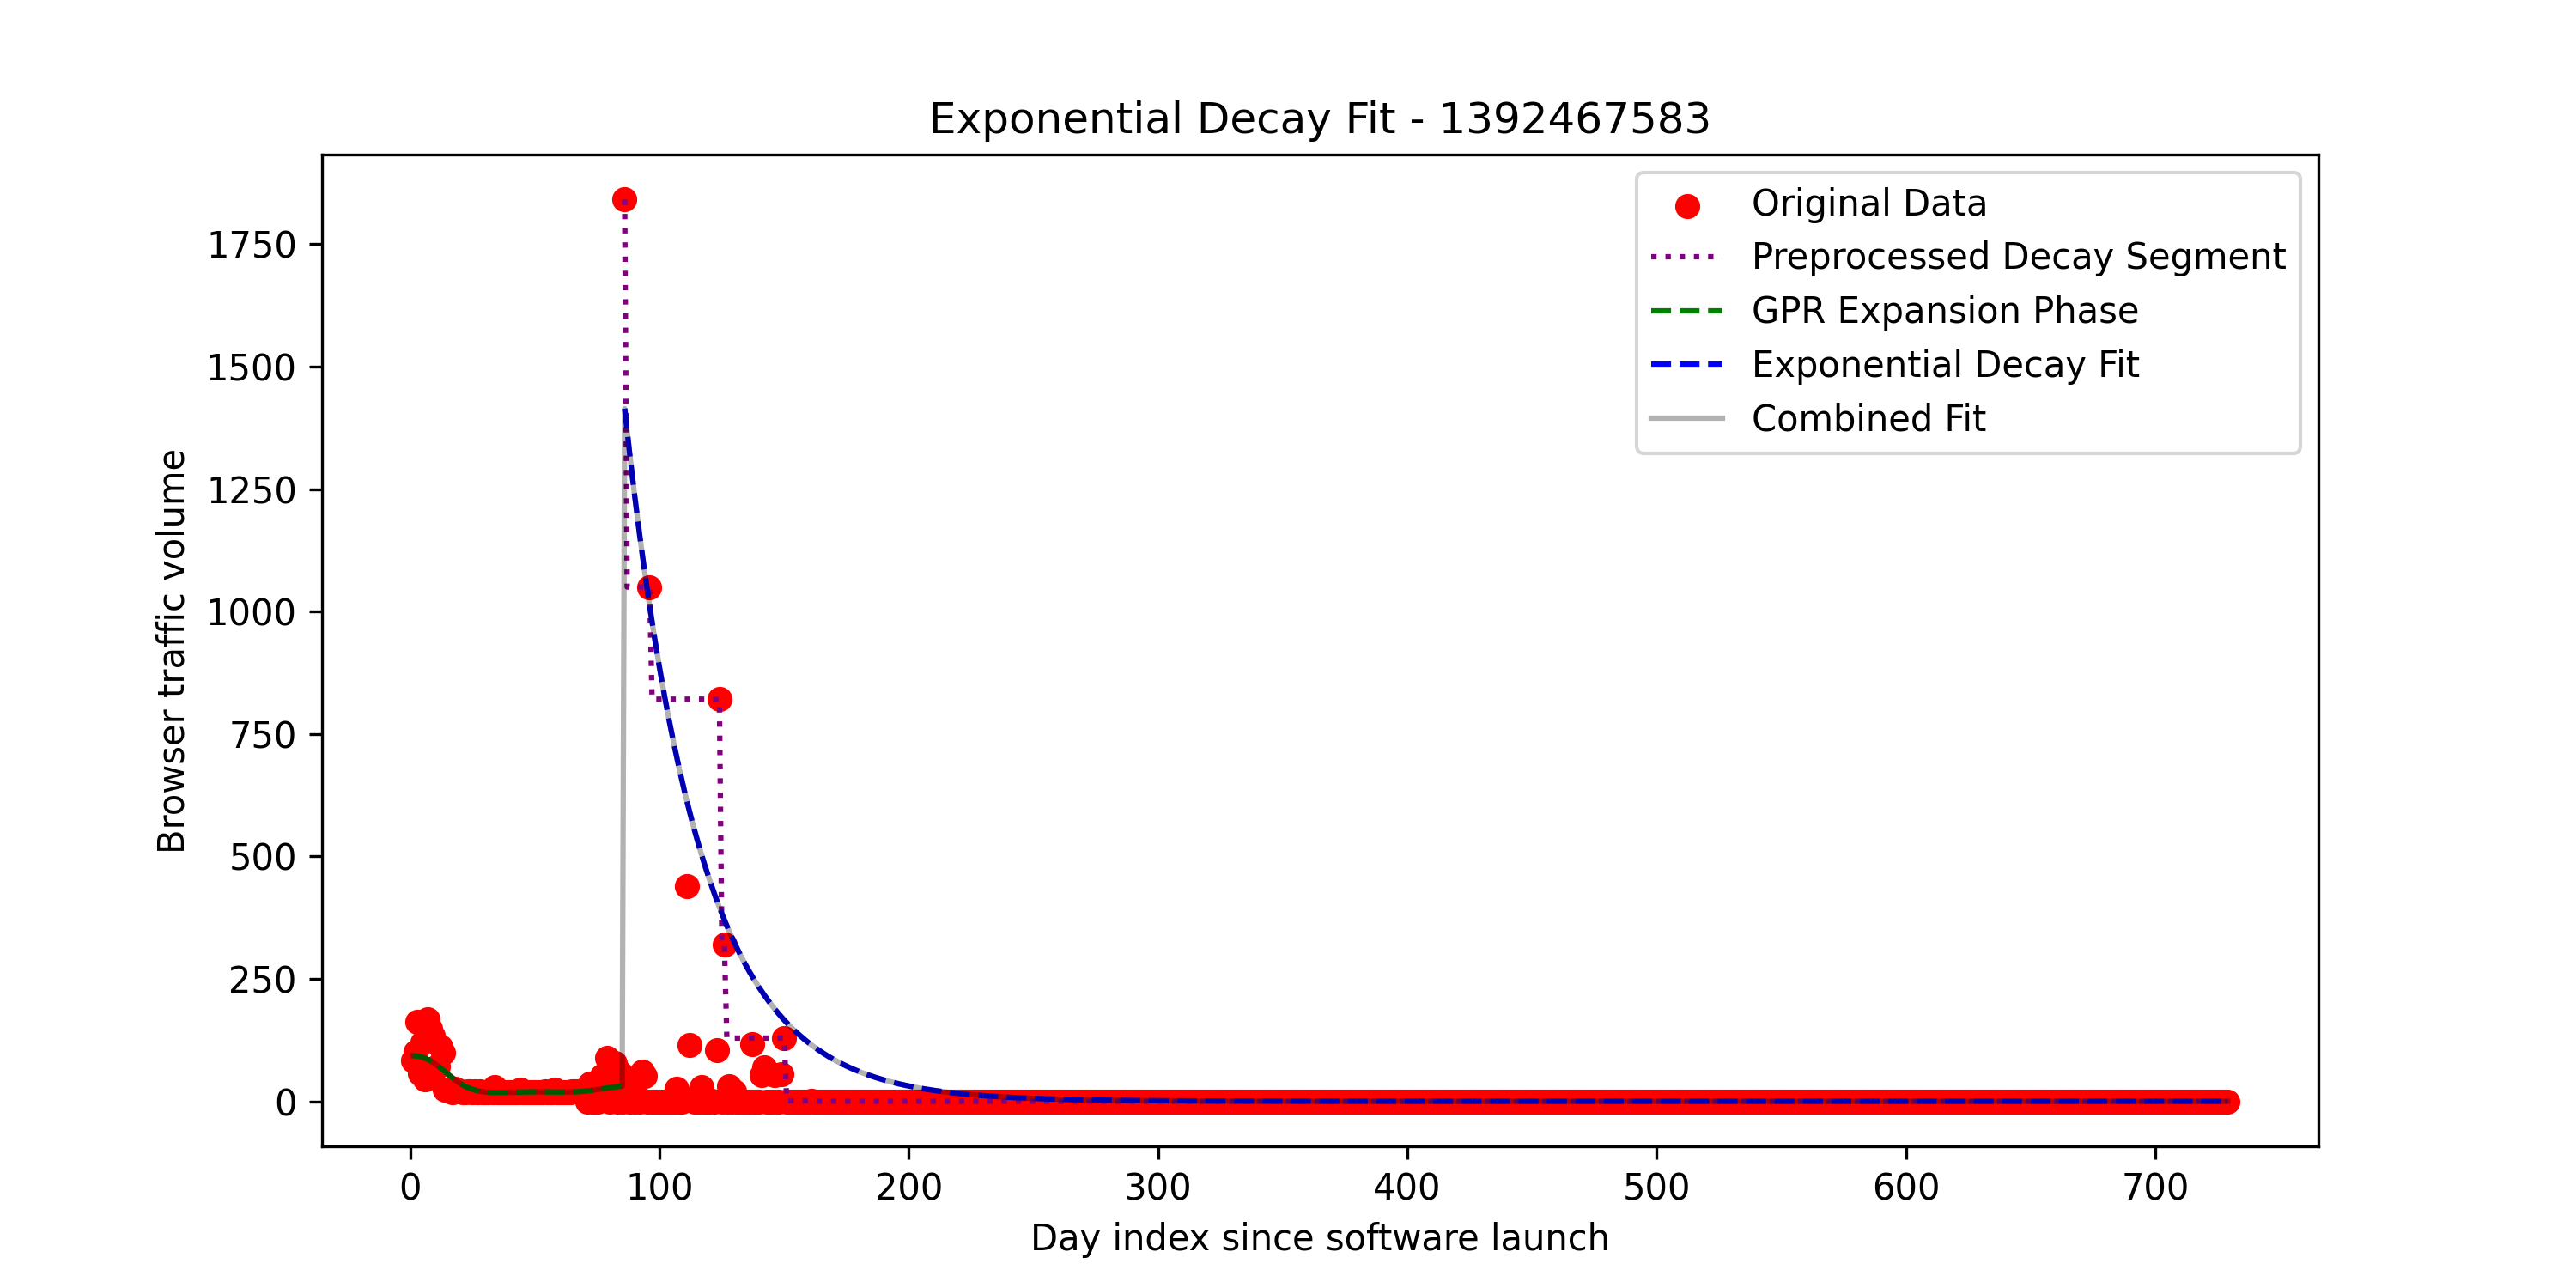 Exponential Decay Fit - 1392467583
Original Data
Preprocessed Decay Segment
GPR Expansion Phase
Exponential Decay Fit
Combined Fit
Browser traffic volume
1750
1500
1250
1000
750
500
250
0
0 100 200 300 400 500 600 700
Day index since software launch